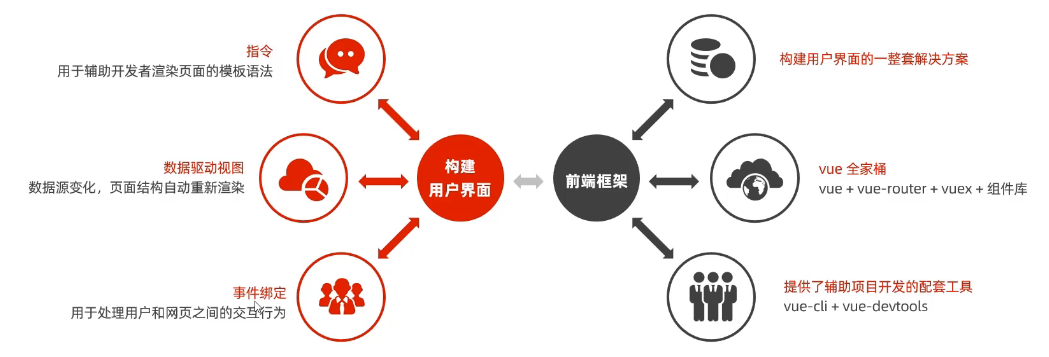 指令
用于辅助开发者渲染页面的模板语法
数据驱动视图
数据源变化，页面结构自动重新渲染
事件绑定
用于处理用户和网页之间的交互行为
构建
用户界面
前端框架
构建用户界面的一整套解决方案
vue 全家桶
vue + vue-router + vuex + 组件库
提供了辅助项目开发的配套工具
vue-cli + vue-devtools